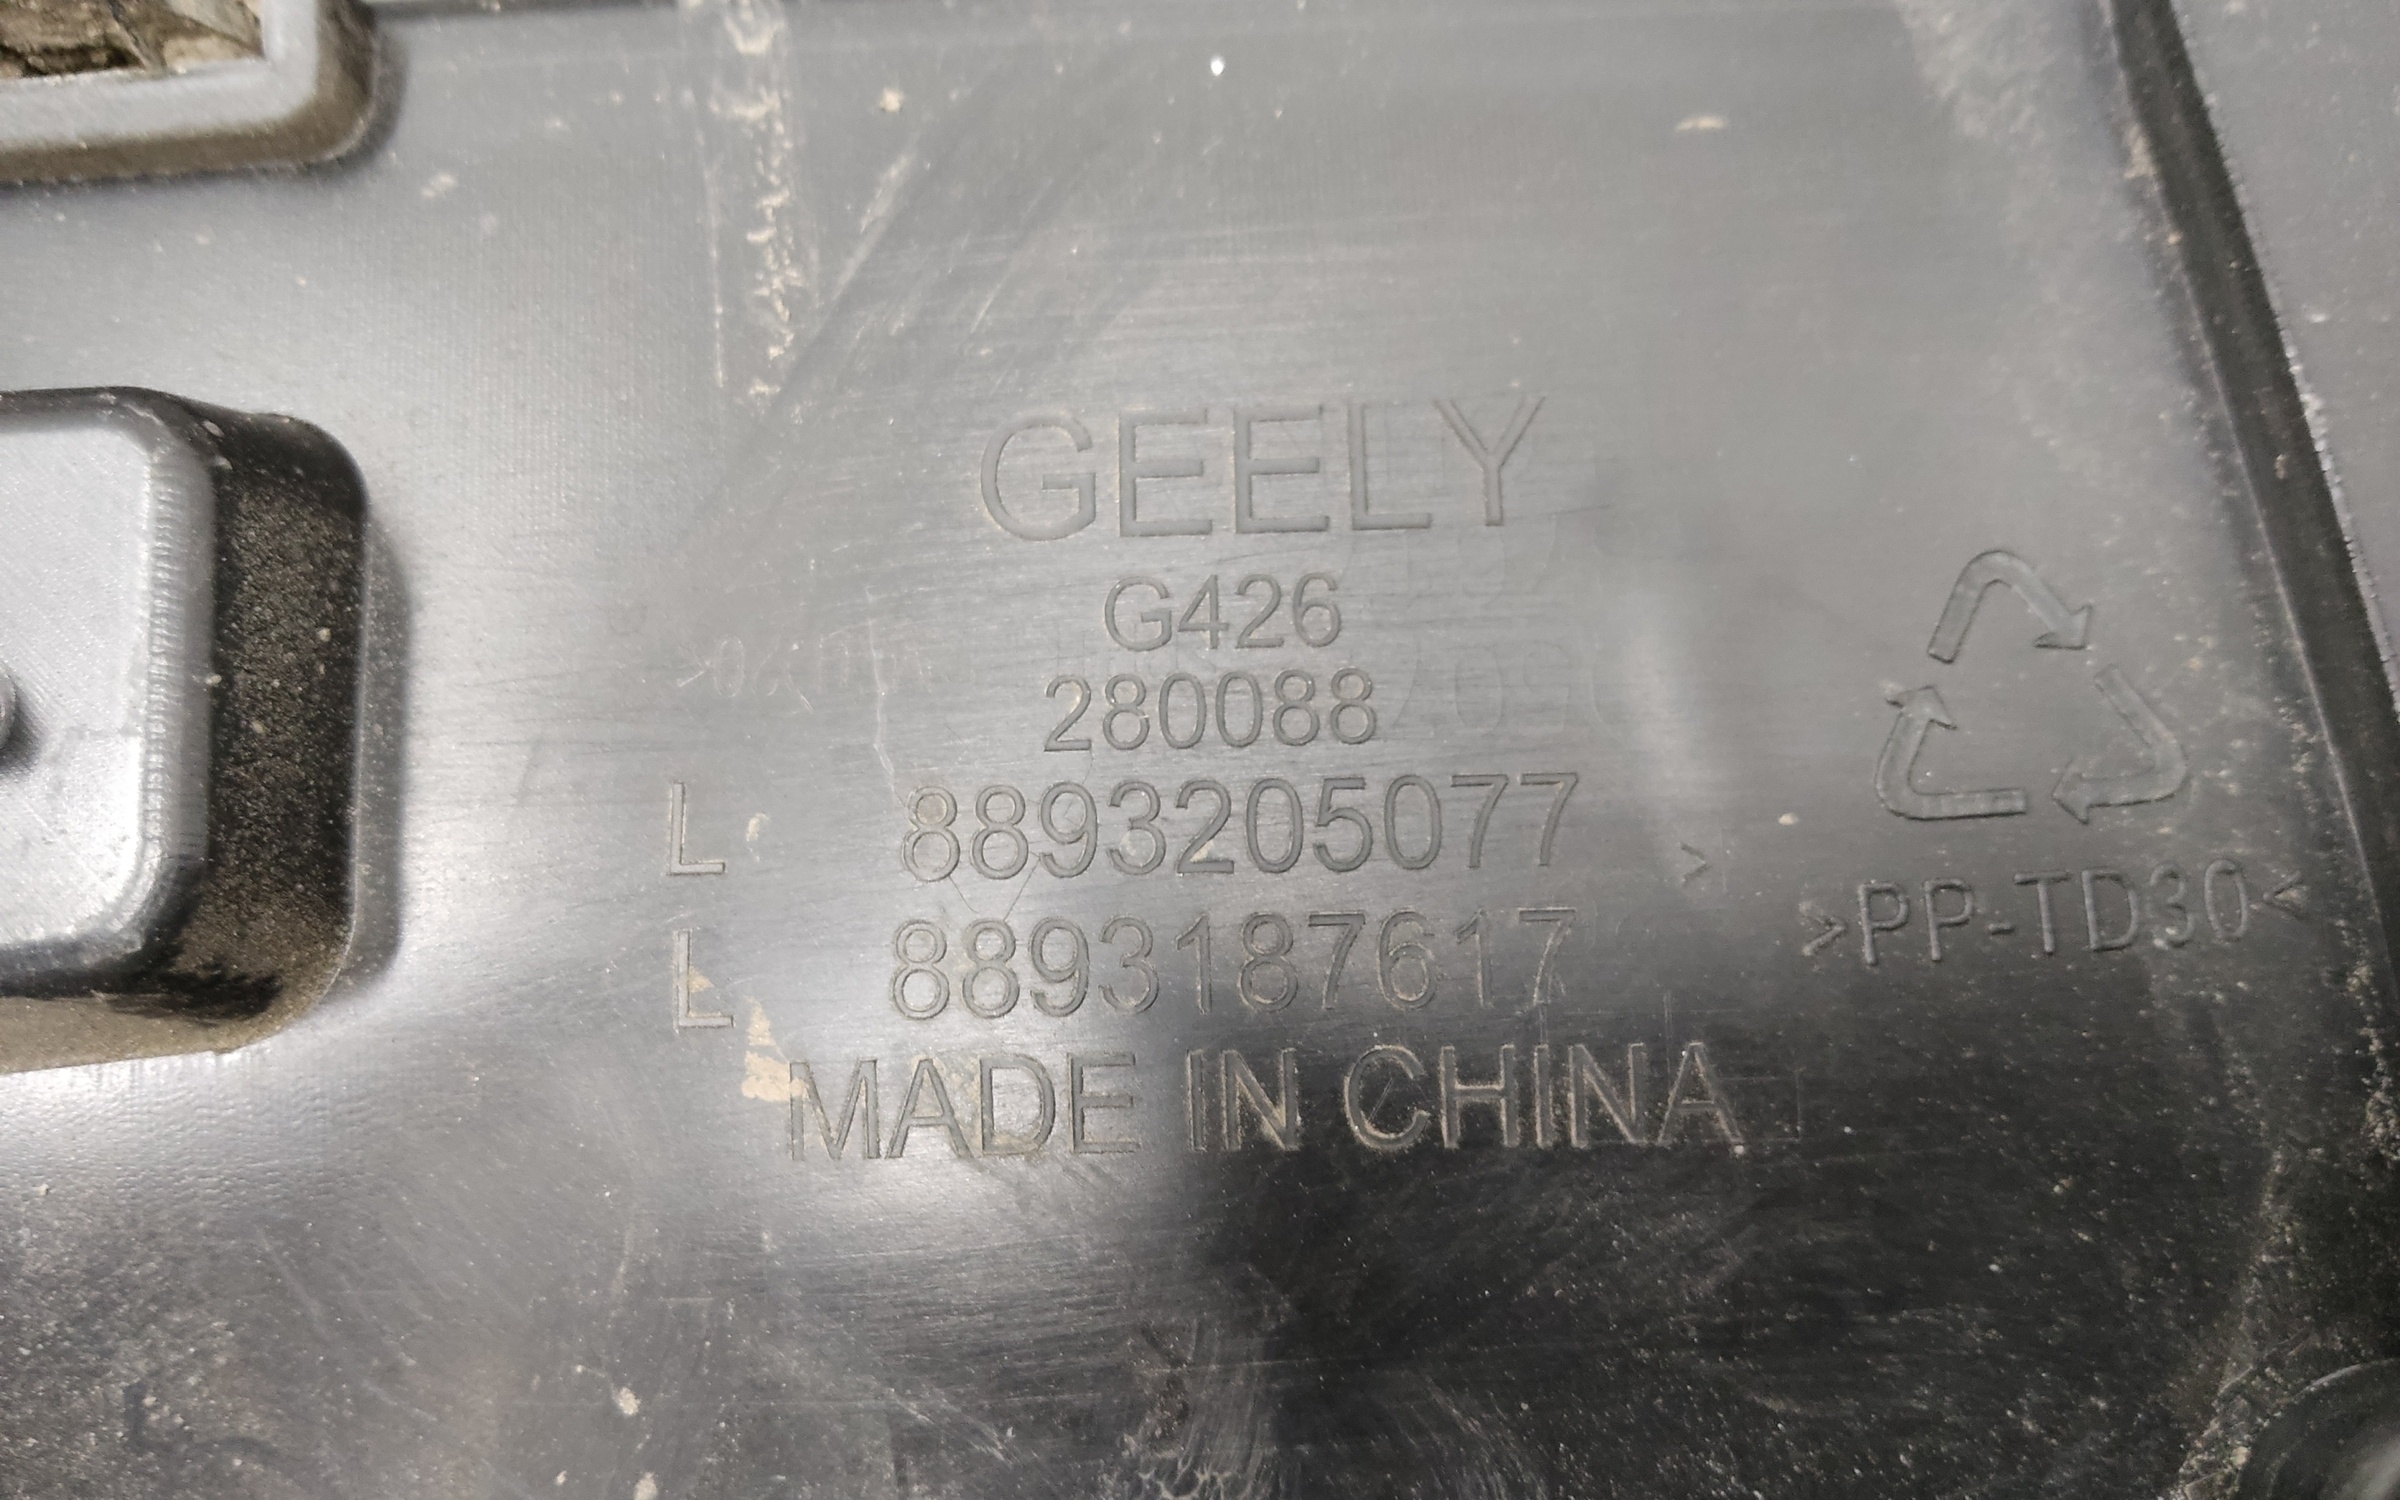 GEELY
G426
280088
L 8893205077
L 8893187617
MADE IN CHINA
>PP-TD30<